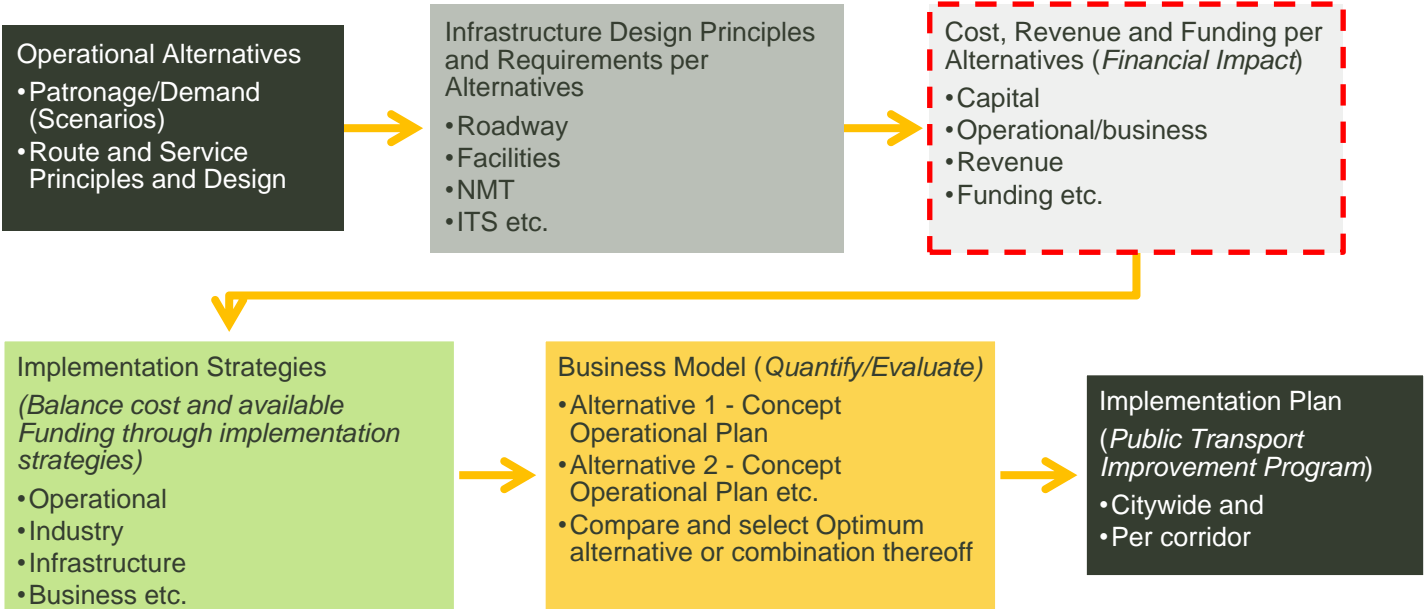 Operational Alternatives
•Patronage/Demand
(Scenarios)
•Route and Service
Principles and Design
Infrastructure Design Principles
and Requirements per
Alternatives
•Roadway
•Facilities
•NMT
•ITS etc.
Cost, Revenue and Funding per
Alternatives (Financial Impact)
•Capital
•Operational/business
•Revenue
•Funding etc.
Implementation Strategies
(Balance cost and available
Funding through implementation
strategies)
•Operational
•Industry
•Infrastructure
•Business etc.
Business Model (Quantify/Evaluate)
•Alternative 1 - Concept
Operational Plan
•Alternative 2 - Concept
Operational Plan etc.
•Compare and select Optimum
alternative or combination thereoff
Implementation Plan
(Public Transport
Improvement Program)
•Citywide and
•Per corridor